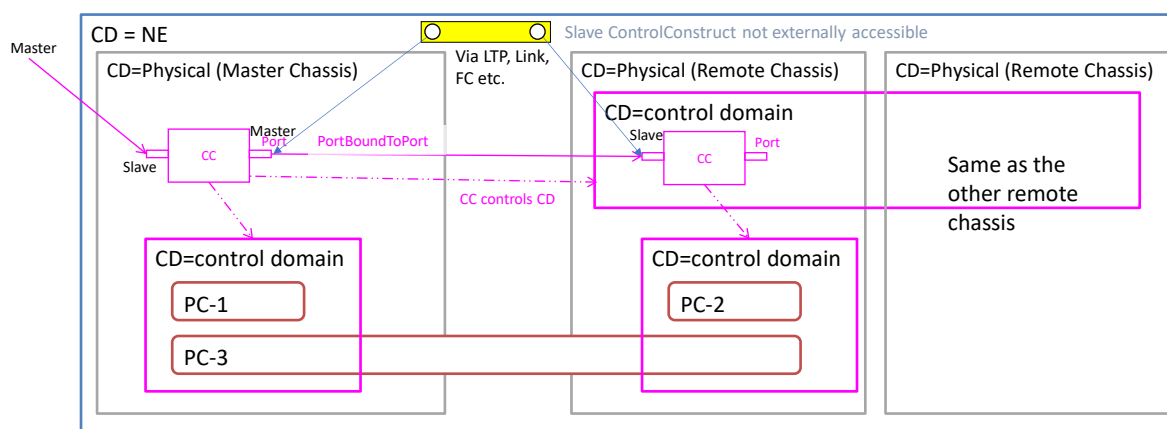 CD = NE
Slave ControlConstruct not externally accessible
Master
Via LTP, Link,
FC etc.
CD=Physical (Master Chassis)
CD=Physical (Remote Chassis)
CD=Physical (Remote Chassis)
CD=control domain
Master
Slave
Port
PortBoundToPort
Port
CC
CC
Slave
CC controls CD
Same as the
other remote
chassis
CD=control domain
CD=control domain
PC-1
PC-2
PC-3